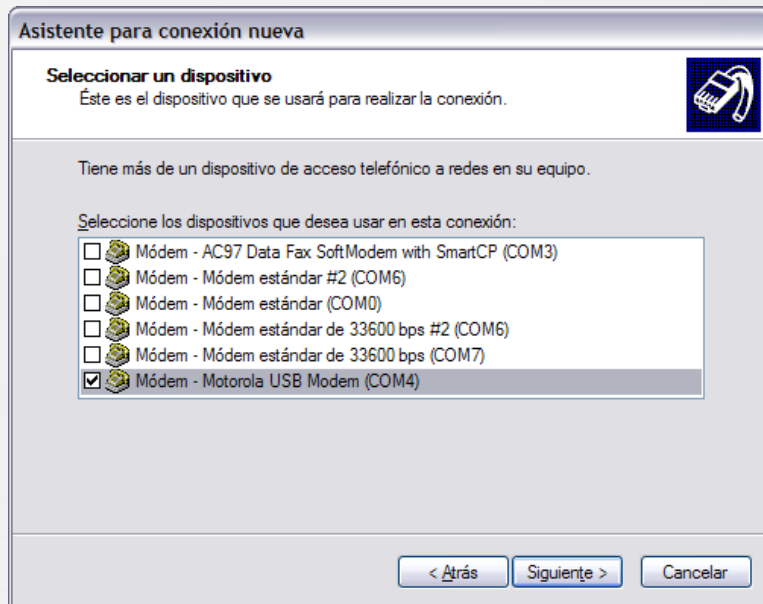 Asistente para conexión nueva
Seleccionar un dispositivo
Éste es el dispositivo que se usará para realizar la conexión.
Tiene más de un dispositivo de acceso telefónico a redes en su equipo.
Seleccione los dispositivos que desea usar en esta conexión:
Módem - AC97 Data Fax SoftModem with SmartCP (COM3)
Módem - Módem estándar #2 (COM6)
Módem - Módem estándar (COM0)
Módem - Módem estándar de 33600 bps #2 (COM6)
Módem - Módem estándar de 33600 bps (COM7)
Módem - Motorola USB Modem (COM4)
< Atrás Siguiente > Cancelar